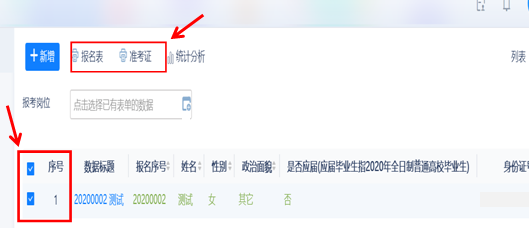 +新增 报名表 准考证 统计分析 列表
报考岗位 点击选择已有表单的数据
序号 数据标题 报名序号 姓名 性别 政治面貌 是否应届(应届毕业生指2020年全日制普通高校毕业生) 身份证号
1 20200002 测试 20200002 测试 女 其它 否